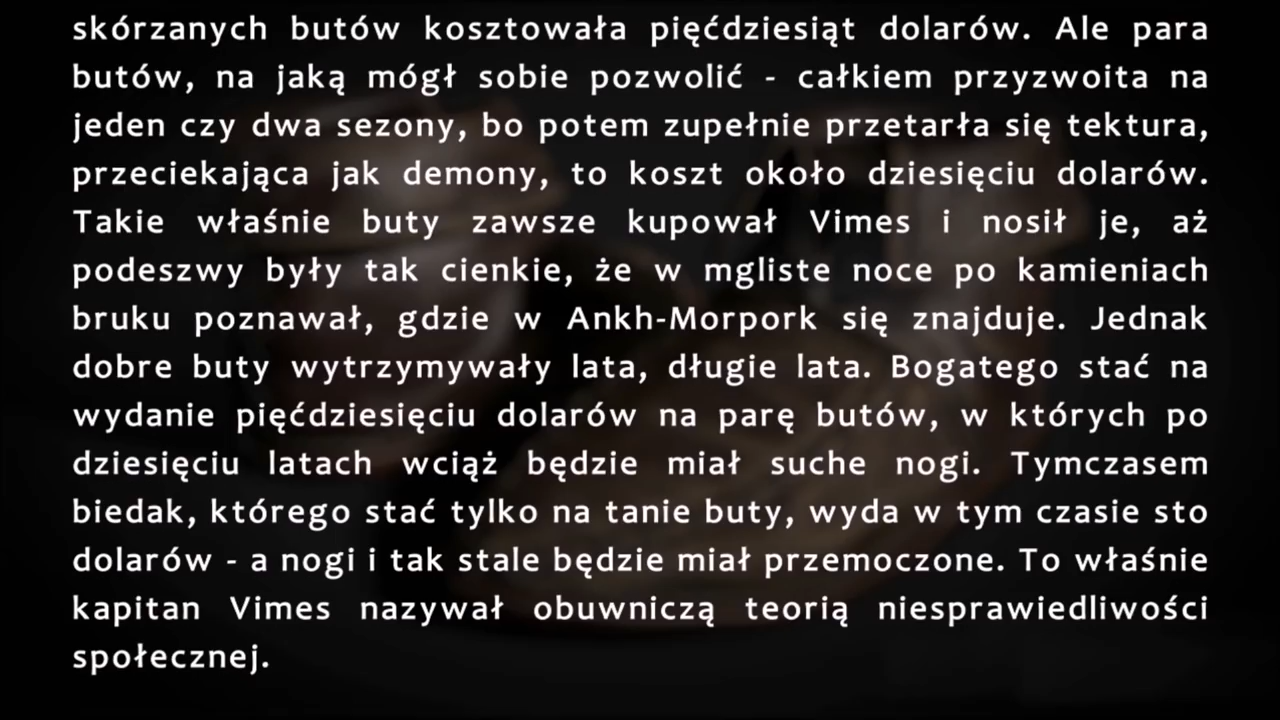 skórzanych butów kosztowała pięćdziesiąt dolarów. Ale para
butów, na jaką mógł sobie pozwolić - całkiem przyzwoita na
jeden czy dwa sezony, bo potem zupełnie przetarła się tektura,
przeciekająca jak demony, to koszt około dziesięciu dolarów.
Takie właśnie buty zawsze kupował Vimes i nosił je, aż
podeszwy były tak cienkie, że w mgliste noce po kamieniach
bruku poznawał, gdzie w Ankh-Morpork się znajduje. Jednak
dobre buty wytrzymywały lata, długie lata. Bogatego stać na
wydanie pięćdziesięciu dolarów na parę butów, w których po
dziesięciu latach wciąż będzie miał suche nogi. Tymczasem
biedak, którego stać tylko na tanie buty, wyda w tym czasie sto
dolarów - a nogi i tak stale będzie miał przemoczone. To właśnie
kapitan Vimes nazywał obuwniczą teorią niesprawiedliwości
społecznej.